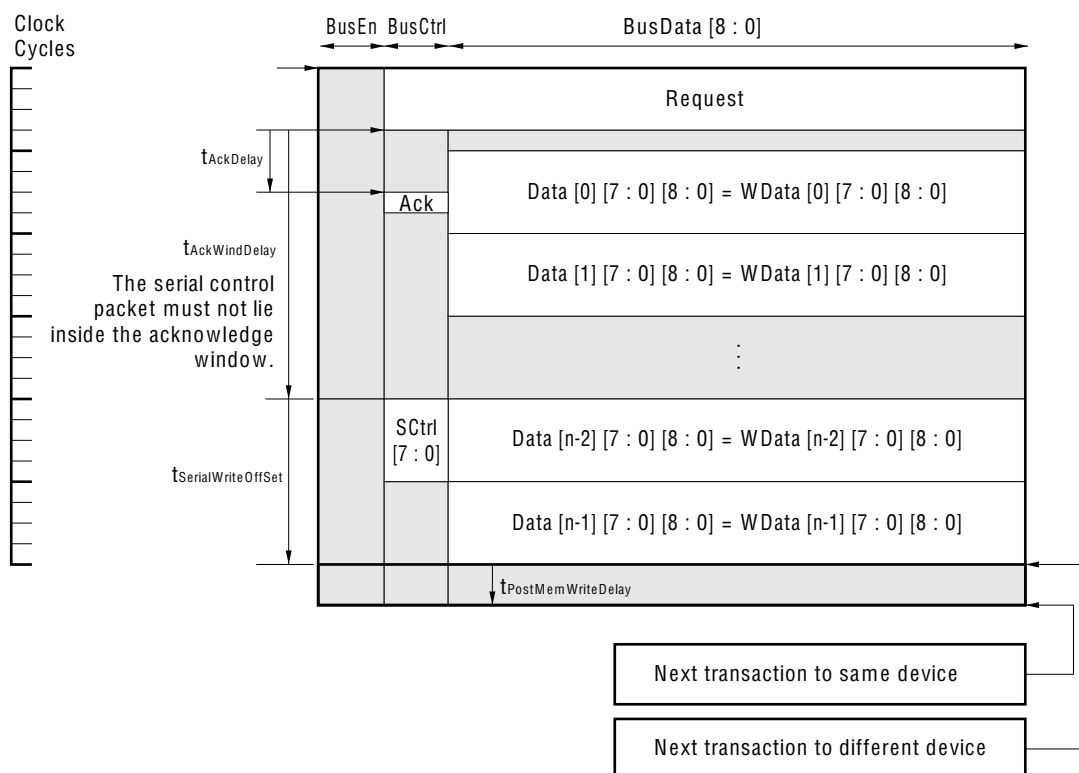 Clock
Cycles
BusEn BusCtrl BusData [8 : 0]
Request
tAckDelay
Ack
Data [0] [7 : 0] [8 : 0] = WData [0] [7 : 0] [8 : 0]
tAckWindDelay
The serial control
packet must not lie
inside the acknowledge
window.
Data [1] [7 : 0] [8 : 0] = WData [1] [7 : 0] [8 : 0]
⋮
SCtrl
[7 : 0]
Data [n-2] [7 : 0] [8 : 0] = WData [n-2] [7 : 0] [8 : 0]
tSerialWriteOffSet
Data [n-1] [7 : 0] [8 : 0] = WData [n-1] [7 : 0] [8 : 0]
tPostMemWriteDelay
Next transaction to same device
Next transaction to different device